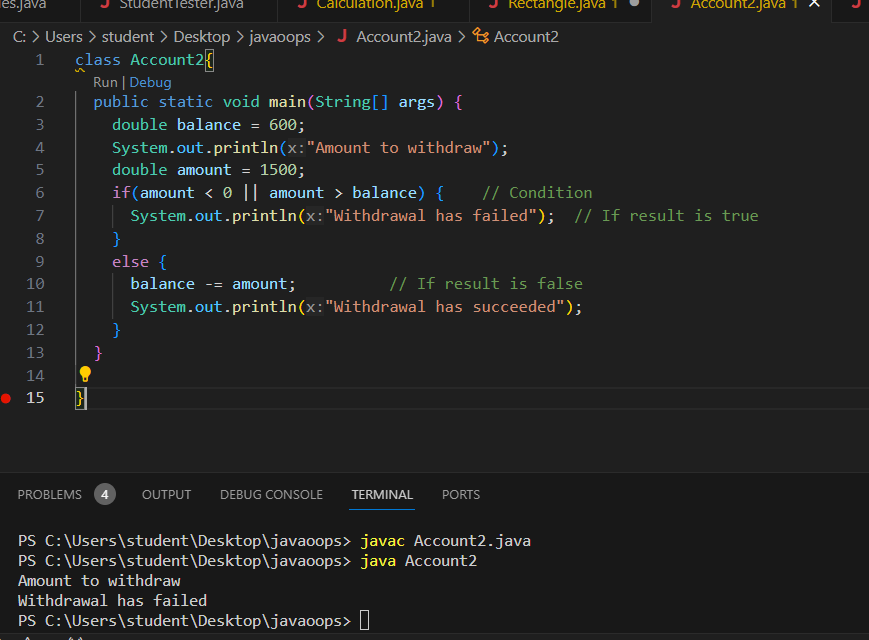 es.java StudentTester.java Calculation.java 1 Rectangle.java 1 Account2.java 1
C: > Users > student > Desktop > javaoops > J Account2.java > Account2
1 class Account2{
Run | Debug
2 public static void main(String[] args) {
3 double balance = 600;
4 System.out.println(x:"Amount to withdraw");
5 double amount = 1500;
6 if(amount < 0 || amount > balance) { // Condition
7 System.out.println(x:"Withdrawal has failed"); // If result is true
8 }
9 else {
10 balance -= amount; // If result is false
11 System.out.println(x:"Withdrawal has succeeded");
12 }
13 }
14
15 }
PROBLEMS 4 OUTPUT DEBUG CONSOLE TERMINAL PORTS
PS C:\Users\student\Desktop\javaoops> javac Account2.java
PS C:\Users\student\Desktop\javaoops> java Account2
Amount to withdraw
Withdrawal has failed
PS C:\Users\student\Desktop\javaoops>